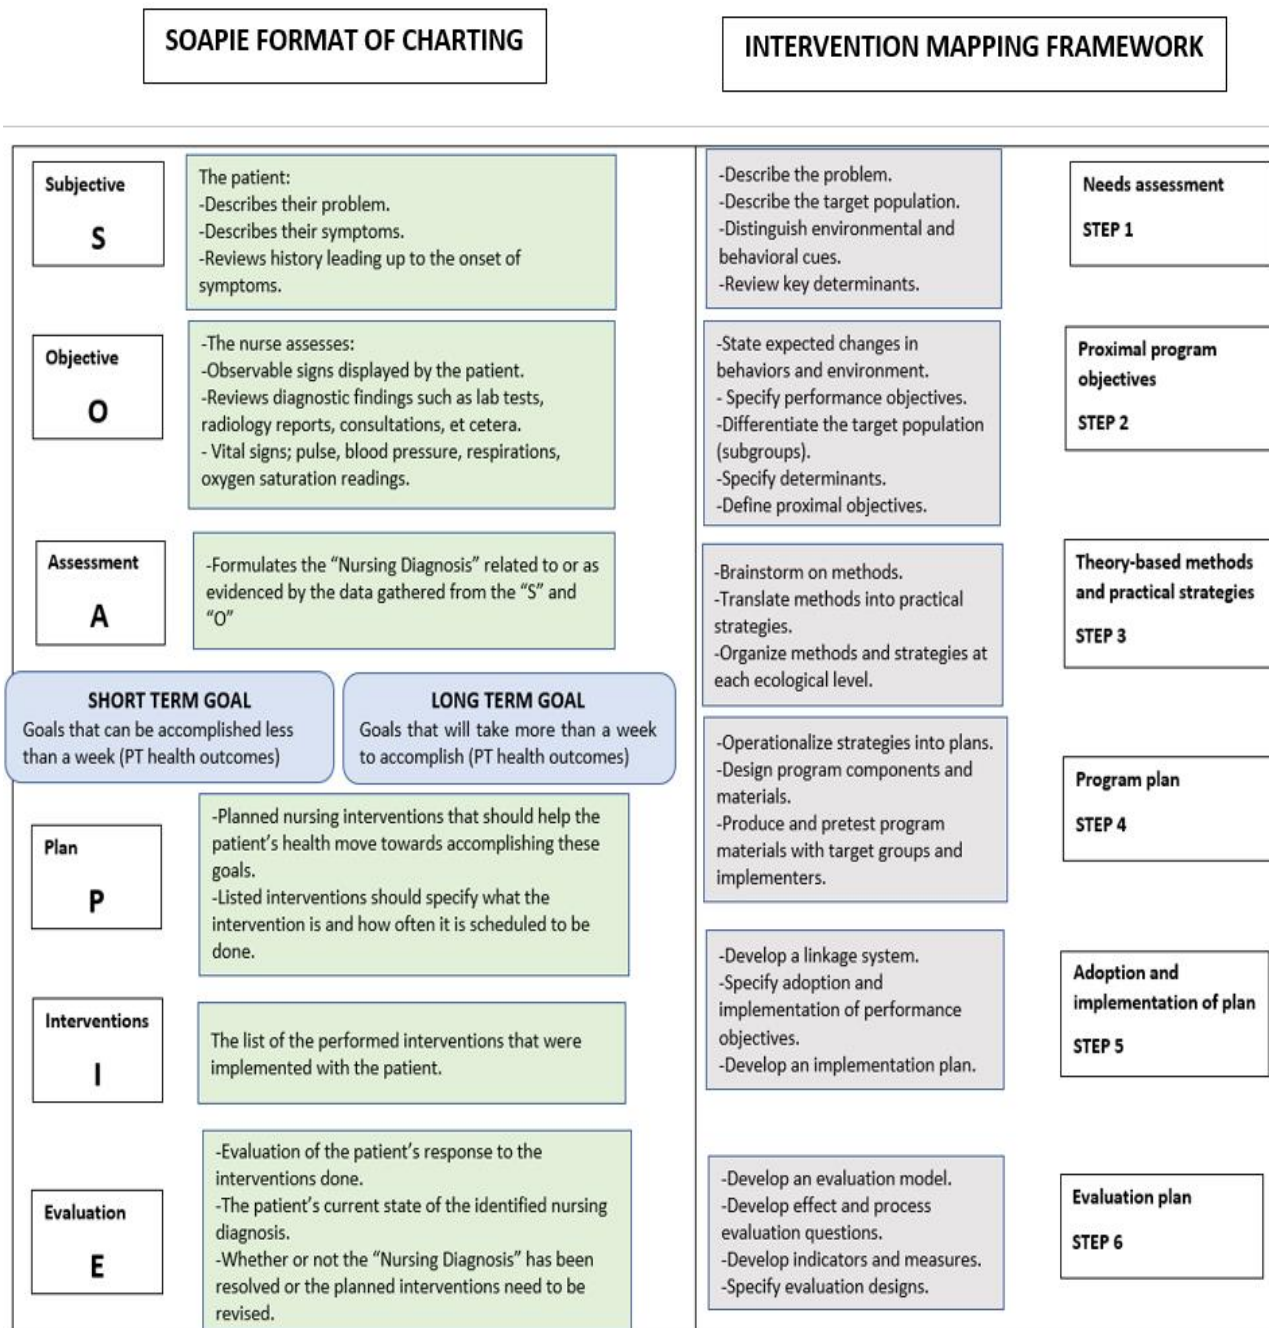 SOAPIE FORMAT OF CHARTING
INTERVENTION MAPPING FRAMEWORK
Subjective
S
The patient:
-Describes their problem.
-Describes their symptoms.
-Reviews history leading up to the onset of
symptoms.
-Describe the problem.
-Describe the target population.
-Distinguish environmental and
behavioral cues.
-Review key determinants.
Needs assessment
STEP 1
Objective
O
-The nurse assesses:
-Observable signs displayed by the patient.
-Reviews diagnostic findings such as lab tests,
radiology reports, consultations, et cetera.
- Vital signs; pulse, blood pressure, respirations,
oxygen saturation readings.
-State expected changes in
behaviors and environment.
- Specify performance objectives.
-Differentiate the target population
(subgroups).
-Specify determinants.
-Define proximal objectives.
Proximal program
objectives
STEP 2
Assessment
A
-Formulates the “Nursing Diagnosis” related to or as
evidenced by the data gathered from the “S” and
“O”
-Brainstorm on methods.
-Translate methods into practical
strategies.
-Organize methods and strategies at
each ecological level.
Theory-based methods
and practical strategies
STEP 3
SHORT TERM GOAL
Goals that can be accomplished less
than a week (PT health outcomes)
LONG TERM GOAL
Goals that will take more than a week
to accomplish (PT health outcomes)
Plan
P
-Planned nursing interventions that should help the
patient’s health move towards accomplishing these
goals.
-Listed interventions should specify what the
intervention is and how often it is scheduled to be
done.
-Operationalize strategies into plans.
-Design program components and
materials.
-Produce and pretest program
materials with target groups and
implementers.
Program plan
STEP 4
Interventions
I
The list of the performed interventions that were
implemented with the patient.
-Develop a linkage system.
-Specify adoption and
implementation of performance
objectives.
-Develop an implementation plan.
Adoption and
implementation of plan
STEP 5
Evaluation
E
-Evaluation of the patient’s response to the
interventions done.
-The patient’s current state of the identified nursing
diagnosis.
-Whether or not the “Nursing Diagnosis” has been
resolved or the planned interventions need to be
revised.
-Develop an evaluation model.
-Develop effect and process
evaluation questions.
-Develop indicators and measures.
-Specify evaluation designs.
Evaluation plan
STEP 6